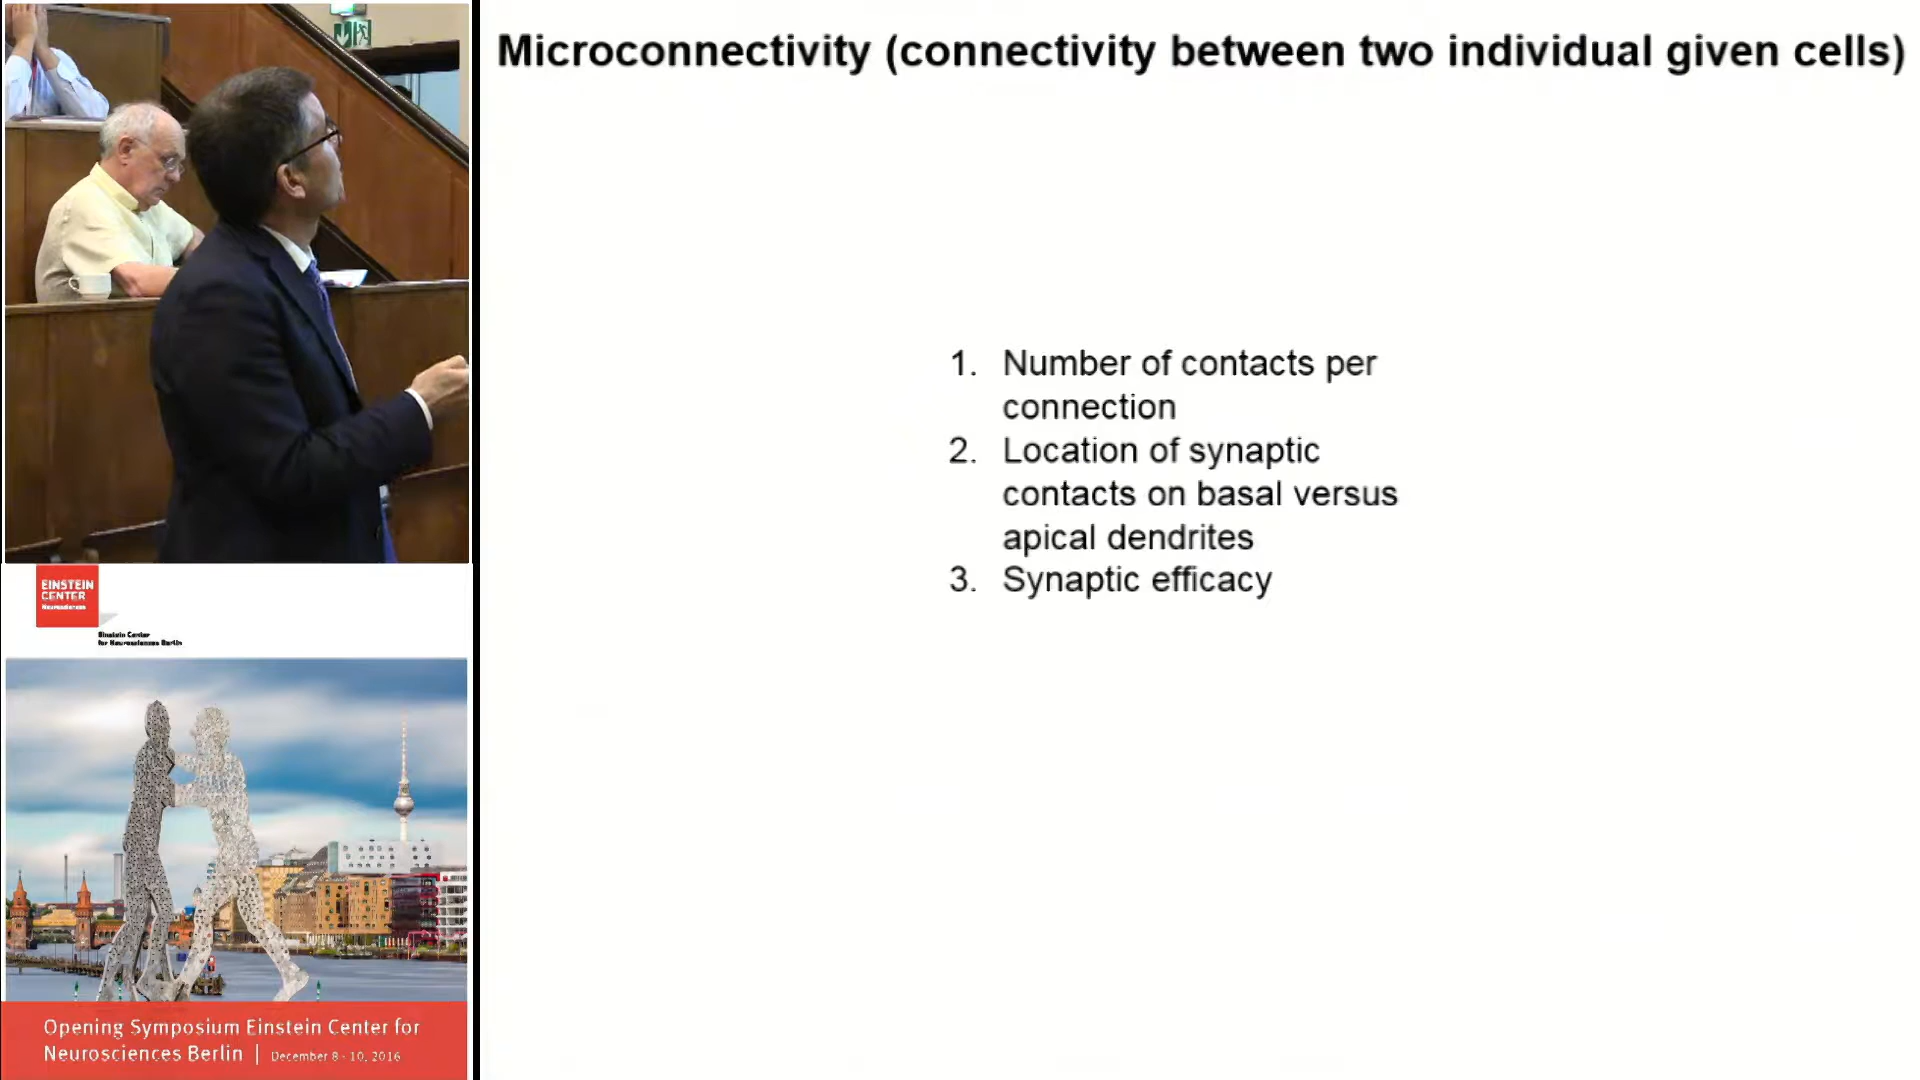 Microconnectivity (connectivity between two individual given cells)
1. Number of contacts per
connection
2. Location of synaptic
contacts on basal versus
apical dendrites
3. Synaptic efficacy
EINSTEIN
CENTER
Neurosciences
Einstein Center
for Neurosciences Berlin
Opening Symposium Einstein Center for
Neurosciences Berlin | December 8 - 10, 2016